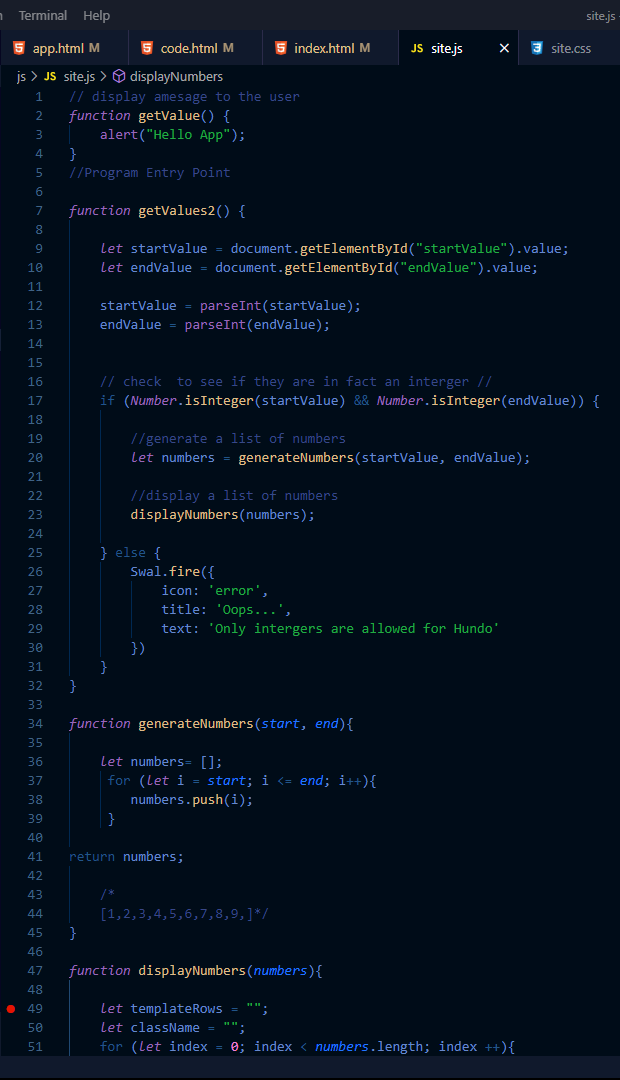 Terminal Help site.js
app.html M code.html M index.html M JS site.js × site.css
js > JS site.js > displayNumbers
1 // display amesage to the user
2 function getValue() {
3 alert("Hello App");
4 }
5 //Program Entry Point
6
7 function getValues2() {
8
9 let startValue = document.getElementById("startValue").value;
10 let endValue = document.getElementById("endValue").value;
11
12 startValue = parseInt(startValue);
13 endValue = parseInt(endValue);
14
15
16 // check  to see if they are in fact an interger //
17 if (Number.isInteger(startValue) && Number.isInteger(endValue)) {
18
19 //generate a list of numbers
20 let numbers = generateNumbers(startValue, endValue);
21
22 //display a list of numbers
23 displayNumbers(numbers);
24
25 } else {
26 Swal.fire({
27 icon: 'error',
28 title: 'Oops...',
29 text: 'Only intergers are allowed for Hundo'
30 })
31 }
32 }
33
34 function generateNumbers(start, end){
35
36 let numbers= [];
37 for (let i = start; i <= end; i++){
38 numbers.push(i);
39 }
40
41 return numbers;
42
43 /*
44 [1,2,3,4,5,6,7,8,9,]*/
45 }
46
47 function displayNumbers(numbers){
48
49 let templateRows = "";
50 let className = "";
51 for (let index = 0; index < numbers.length; index ++){